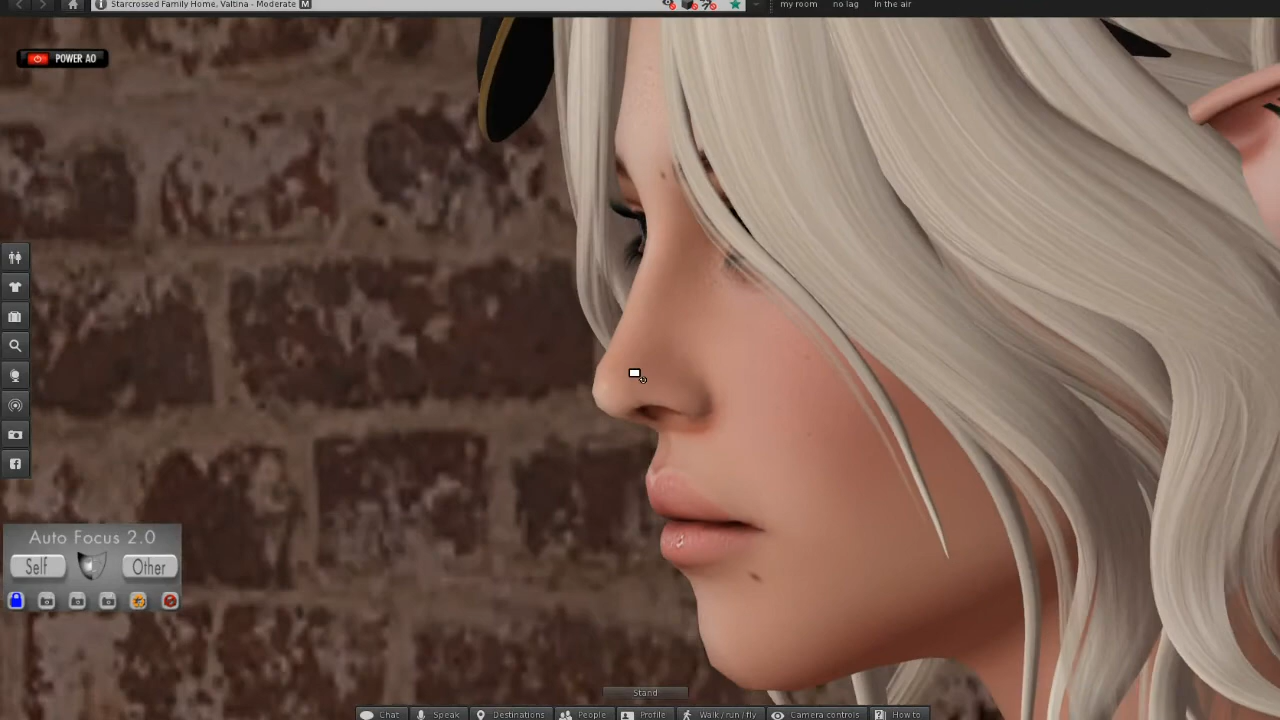 Starcrossed Family Home, Valtina - Moderate M
my room no lag In the air
POWER AO
Auto Focus 2.0
Self Other
Stand
Chat Speak Destinations People Profile Walk / run / fly Camera controls How to